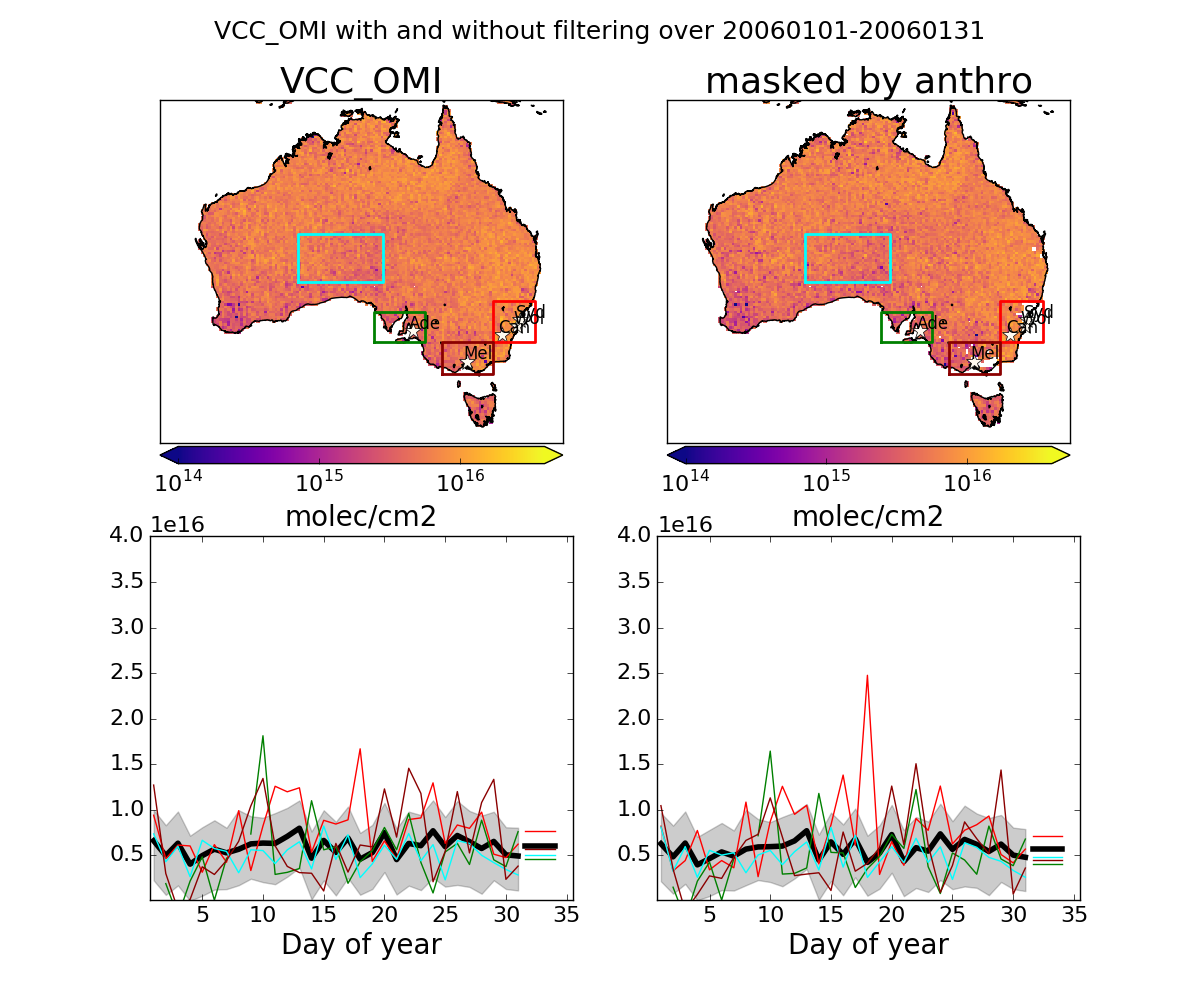 VCC_OMI with and without filtering over 20060101-20060131
VCC_OMI
masked by anthro
Ade
Mel
Can
Wol
Syd
Ade
Mel
Can
Wol
Syd
10^14 10^15 10^16
10^14 10^15 10^16
molec/cm2
molec/cm2
1e16
4.0
3.5
3.0
2.5
2.0
1.5
1.0
0.5
5 10 15 20 25 30 35
Day of year
1e16
4.0
3.5
3.0
2.5
2.0
1.5
1.0
0.5
5 10 15 20 25 30 35
Day of year